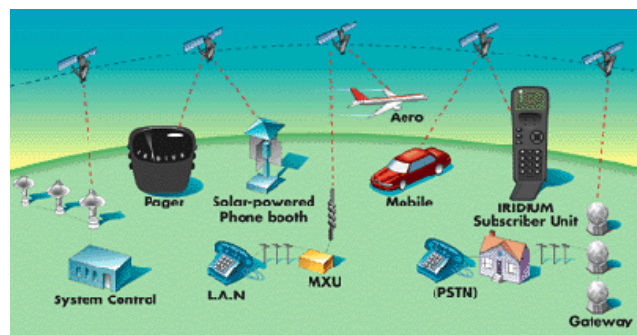 Aero
Pager
Solar-powered
Phone booth
Mobile
IRIDIUM
Subscriber Unit
System Control
L.A.N
MXU
(PSTN)
Gateway